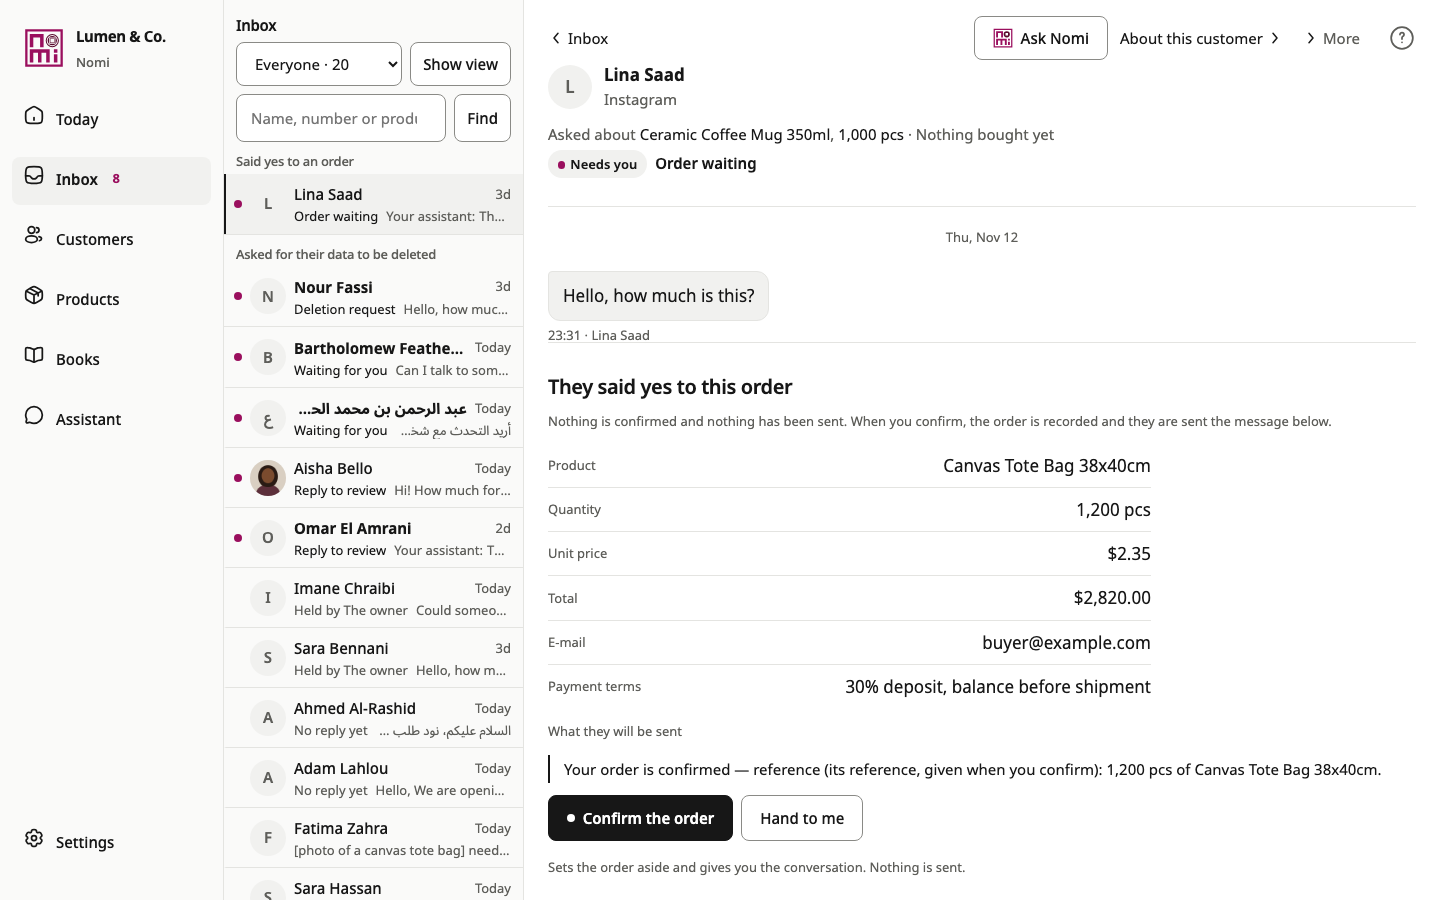 Lumen & Co.
Nomi
Today
Inbox 8
Customers
Products
Books
Assistant
Settings
Inbox
Everyone · 20
Show view
Name, number or produ
Find
Said yes to an order
L
Lina Saad 3d
Order waiting Your assistant: Th...
Asked for their data to be deleted
N
Nour Fassi 3d
Deletion request Hello, how muc...
B
Bartholomew Feathe... Today
Waiting for you Can I talk to som...
ع
عبد الرحمن بن محمد الحـ... Today
Waiting for you أريد التحدث مع شخـ...
Aisha Bello Today
Reply to review Hi! How much for...
O
Omar El Amrani 2d
Reply to review Your assistant: T...
I
Imane Chraibi Today
Held by The owner Could someo...
S
Sara Bennani 3d
Held by The owner Hello, how m...
A
Ahmed Al-Rashid Today
No reply yet السلام عليكم، نود طلب ...
A
Adam Lahlou Today
No reply yet Hello, We are openi...
F
Fatima Zahra Today
[photo of a canvas tote bag] need...
S
Sara Hassan Today
Inbox
nomi
Ask Nomi
About this customer
More
?
L
Lina Saad
Instagram
Asked about Ceramic Coffee Mug 350ml, 1,000 pcs · Nothing bought yet
Needs you Order waiting
Thu, Nov 12
Hello, how much is this?
23:31 · Lina Saad
They said yes to this order
Nothing is confirmed and nothing has been sent. When you confirm, the order is recorded and they are sent the message below.
Product Canvas Tote Bag 38x40cm
Quantity 1,200 pcs
Unit price $2.35
Total $2,820.00
E-mail buyer@example.com
Payment terms 30% deposit, balance before shipment
What they will be sent
Your order is confirmed — reference (its reference, given when you confirm): 1,200 pcs of Canvas Tote Bag 38x40cm.
Confirm the order
Hand to me
Sets the order aside and gives you the conversation. Nothing is sent.